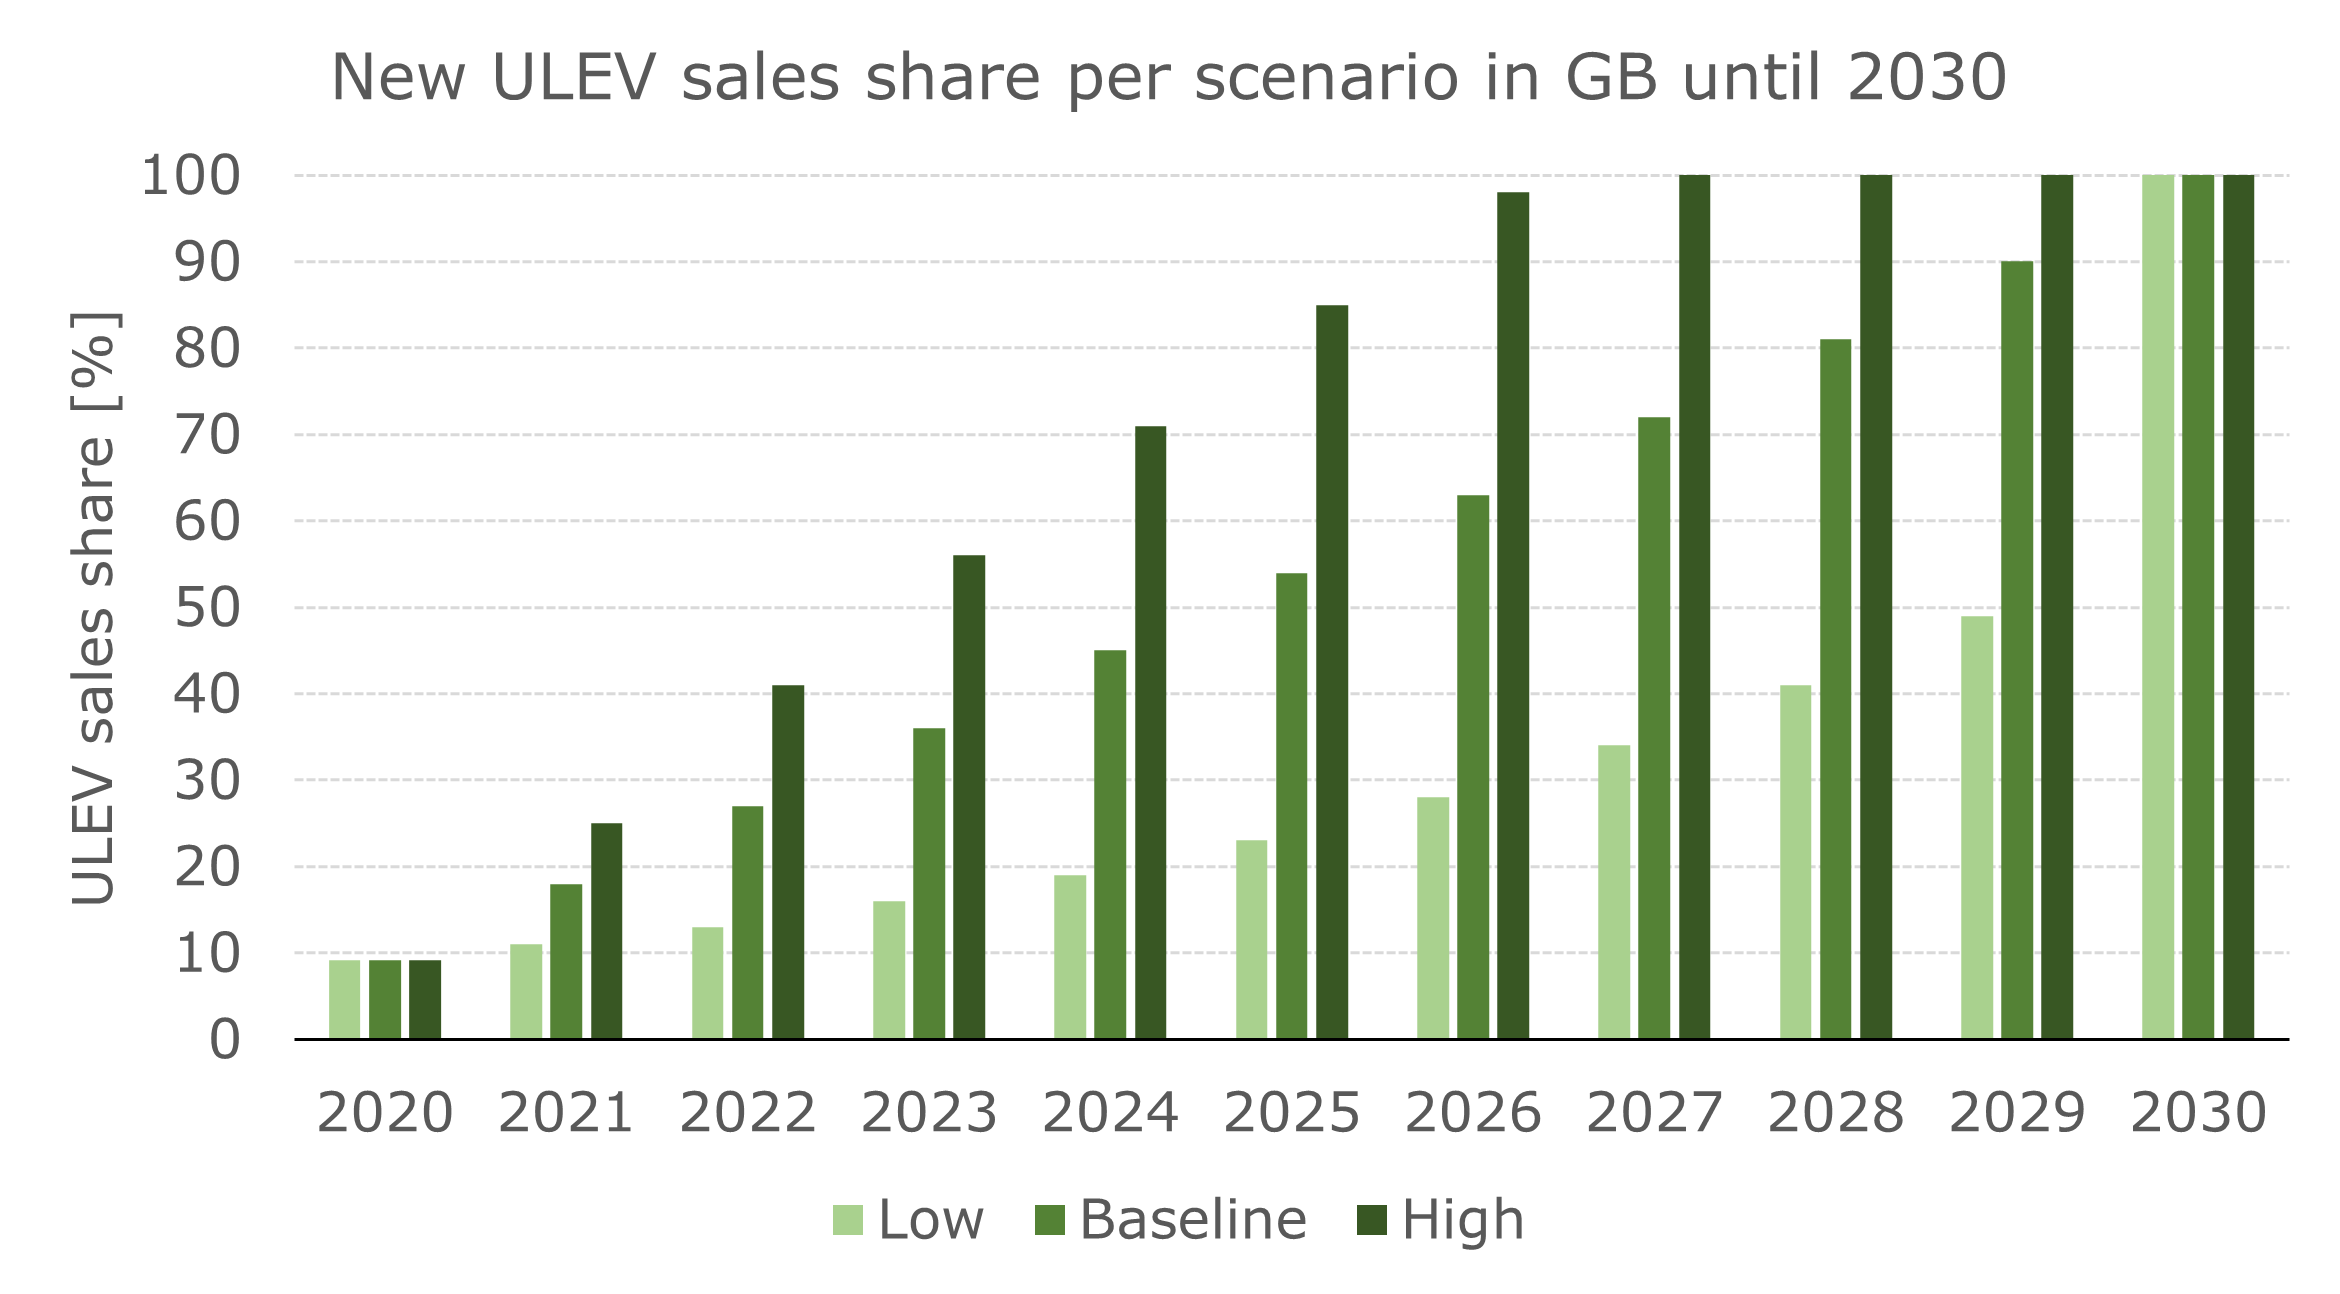 New ULEV sales share per scenario in GB until 2030
ULEV sales share [%]
100
90
80
70
60
50
40
30
20
10
0
2020 2021 2022 2023 2024 2025 2026 2027 2028 2029 2030
Low Baseline High